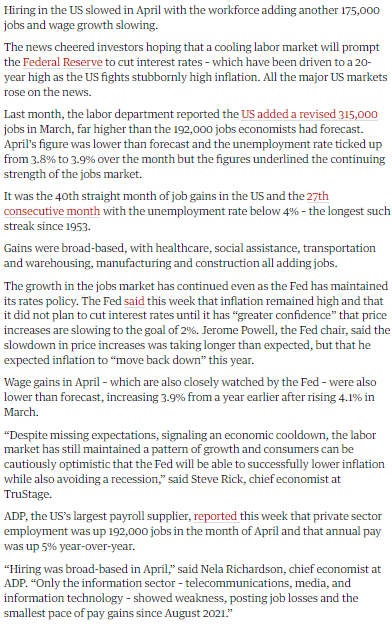 Hiring in the US slowed in April with the workforce adding another 175,000
jobs and wage growth slowing.
The news cheered investors hoping that a cooling labor market will prompt
the Federal Reserve to cut interest rates – which have been driven to a 20-
year high as the US fights stubbornly high inflation. All the major US markets
rose on the news.
Last month, the labor department reported the US added a revised 315,000
jobs in March, far higher than the 192,000 jobs economists had forecast.
April’s figure was lower than forecast and the unemployment rate ticked up
from 3.8% to 3.9% over the month but the figures underlined the continuing
strength of the jobs market.
It was the 40th straight month of job gains in the US and the 27th
consecutive month with the unemployment rate below 4% – the longest such
streak since 1953.
Gains were broad-based, with healthcare, social assistance, transportation
and warehousing, manufacturing and construction all adding jobs.
The growth in the jobs market has continued even as the Fed has maintained
its rates policy. The Fed said this week that inflation remained high and that
it did not plan to cut interest rates until it has “greater confidence” that price
increases are slowing to the goal of 2%. Jerome Powell, the Fed chair, said the
slowdown in price increases was taking longer than expected, but that he
expected inflation to “move back down” this year.
Wage gains in April – which are also closely watched by the Fed – were also
lower than forecast, increasing 3.9% from a year earlier after rising 4.1% in
March.
“Despite missing expectations, signaling an economic cooldown, the labor
market has still maintained a pattern of growth and consumers can be
cautiously optimistic that the Fed will be able to successfully lower inflation
while also avoiding a recession,” said Steve Rick, chief economist at
TruStage.
ADP, the US’s largest payroll supplier, reported this week that private sector
employment was up 192,000 jobs in the month of April and that annual pay
was up 5% year-over-year.
“Hiring was broad-based in April,” said Nela Richardson, chief economist at
ADP. “Only the information sector – telecommunications, media, and
information technology – showed weakness, posting job losses and the
smallest pace of pay gains since August 2021.”